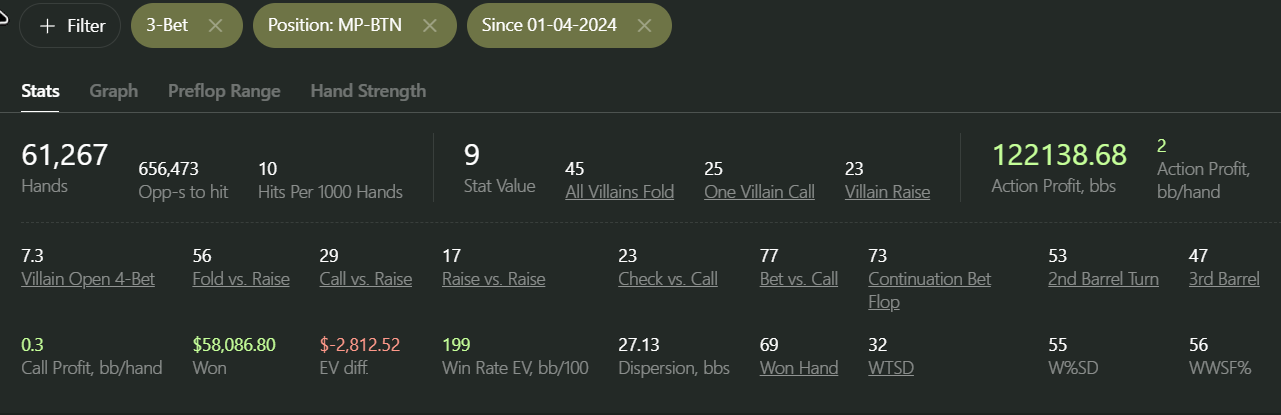 + Filter 3-Bet × Position: MP-BTN × Since 01-04-2024 ×
Stats Graph Preflop Range Hand Strength
61,267 656,473 10 9 45 25 23 122138.68 2
Hands Opp-s to hit Hits Per 1000 Hands Stat Value All Villains Fold One Villain Call Villain Raise Action Profit, bbs Action Profit,
bb/hand
7.3 56 29 17 23 77 73 53 47
Villain Open 4-Bet Fold vs. Raise Call vs. Raise Raise vs. Raise Check vs. Call Bet vs. Call Continuation Bet 2nd Barrel Turn 3rd Barrel
Flop
0.3 $58,086.80 $-2,812.52 199 27.13 69 32 55 56
Call Profit, bb/hand Won EV diff. Win Rate EV, bb/100 Dispersion, bbs Won Hand WTSD W%SD WWSF%